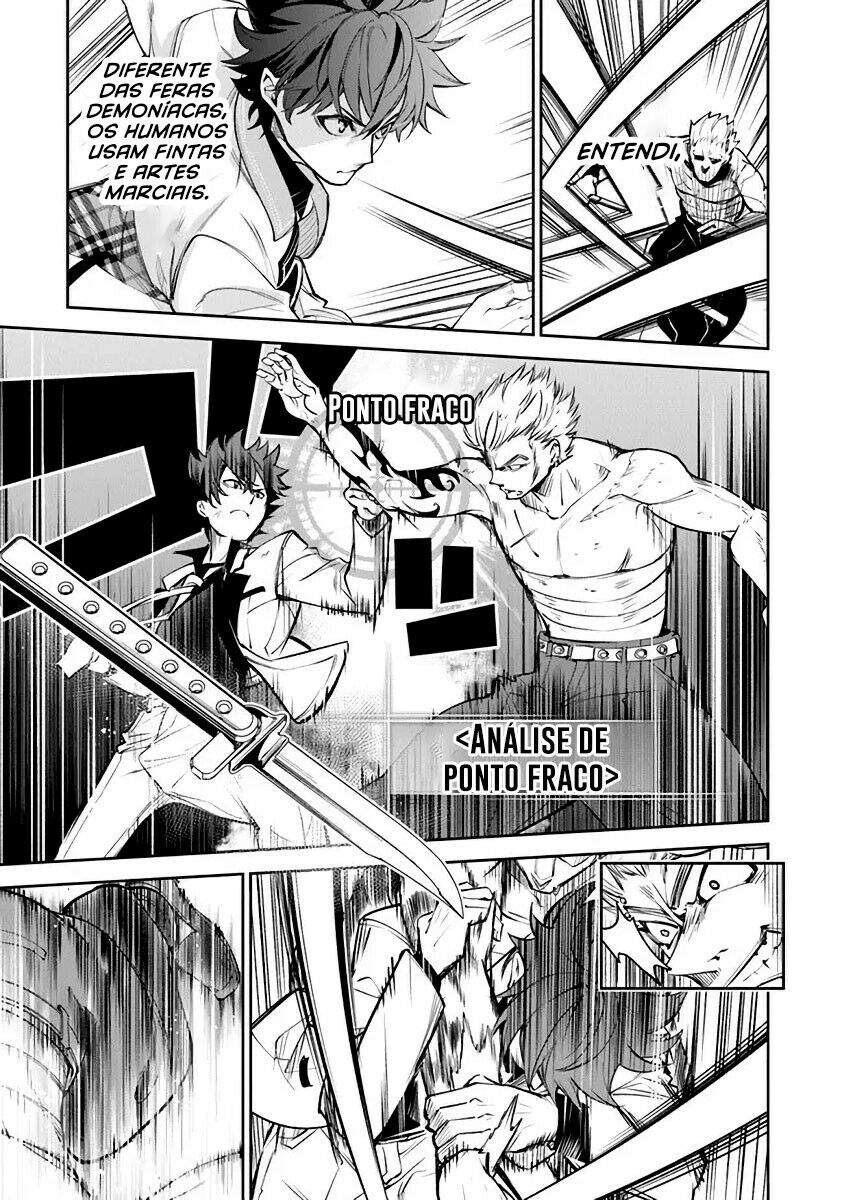 ENTENDI,
DIFERENTE
DAS FERAS
DEMONÍACAS,
OS HUMANOS
USAM FINTAS
E ARTES
MARCIAIS.
PONTO FRACO
<ANÁLISE DE
PONTO FRACO>